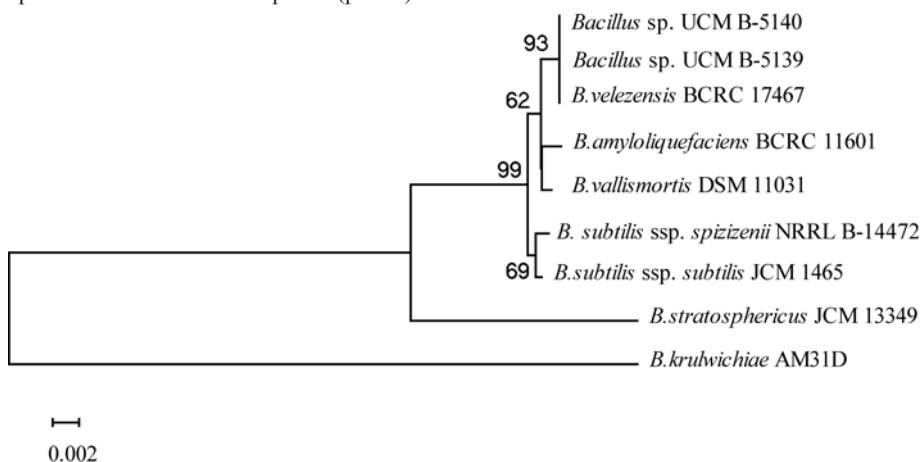 93
Bacillus sp. UCM B-5140
Bacillus sp. UCM B-5139
62
B.velezensis BCRC 17467
B.amyloliquefaciens BCRC 11601
99
B.vallismortis DSM 11031
B. subtilis ssp. spizizenii NRRL B-14472
69
B.subtilis ssp. subtilis JCM 1465
B.stratosphericus JCM 13349
B.krulwichiae AM31D
0.002